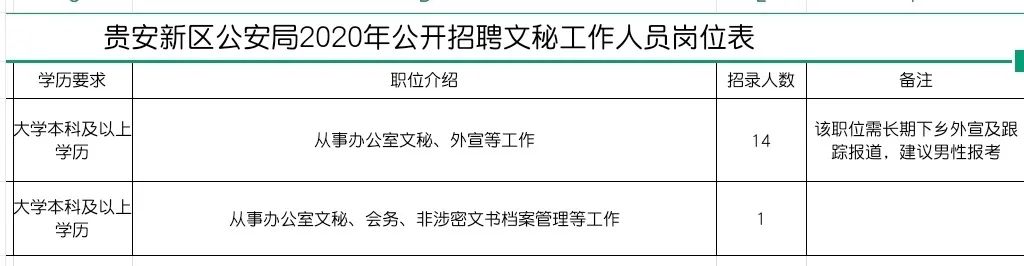 贵安新区公安局2020年公开招聘文秘工作人员岗位表
学历要求 职位介绍 招录人数 备注
大学本科及以上
学历
从事办公室文秘、外宣等工作
14
该职位需长期下乡外宣及跟
踪报道，建议男性报考
大学本科及以上
学历
从事办公室文秘、会务、非涉密文书档案管理等工作
1